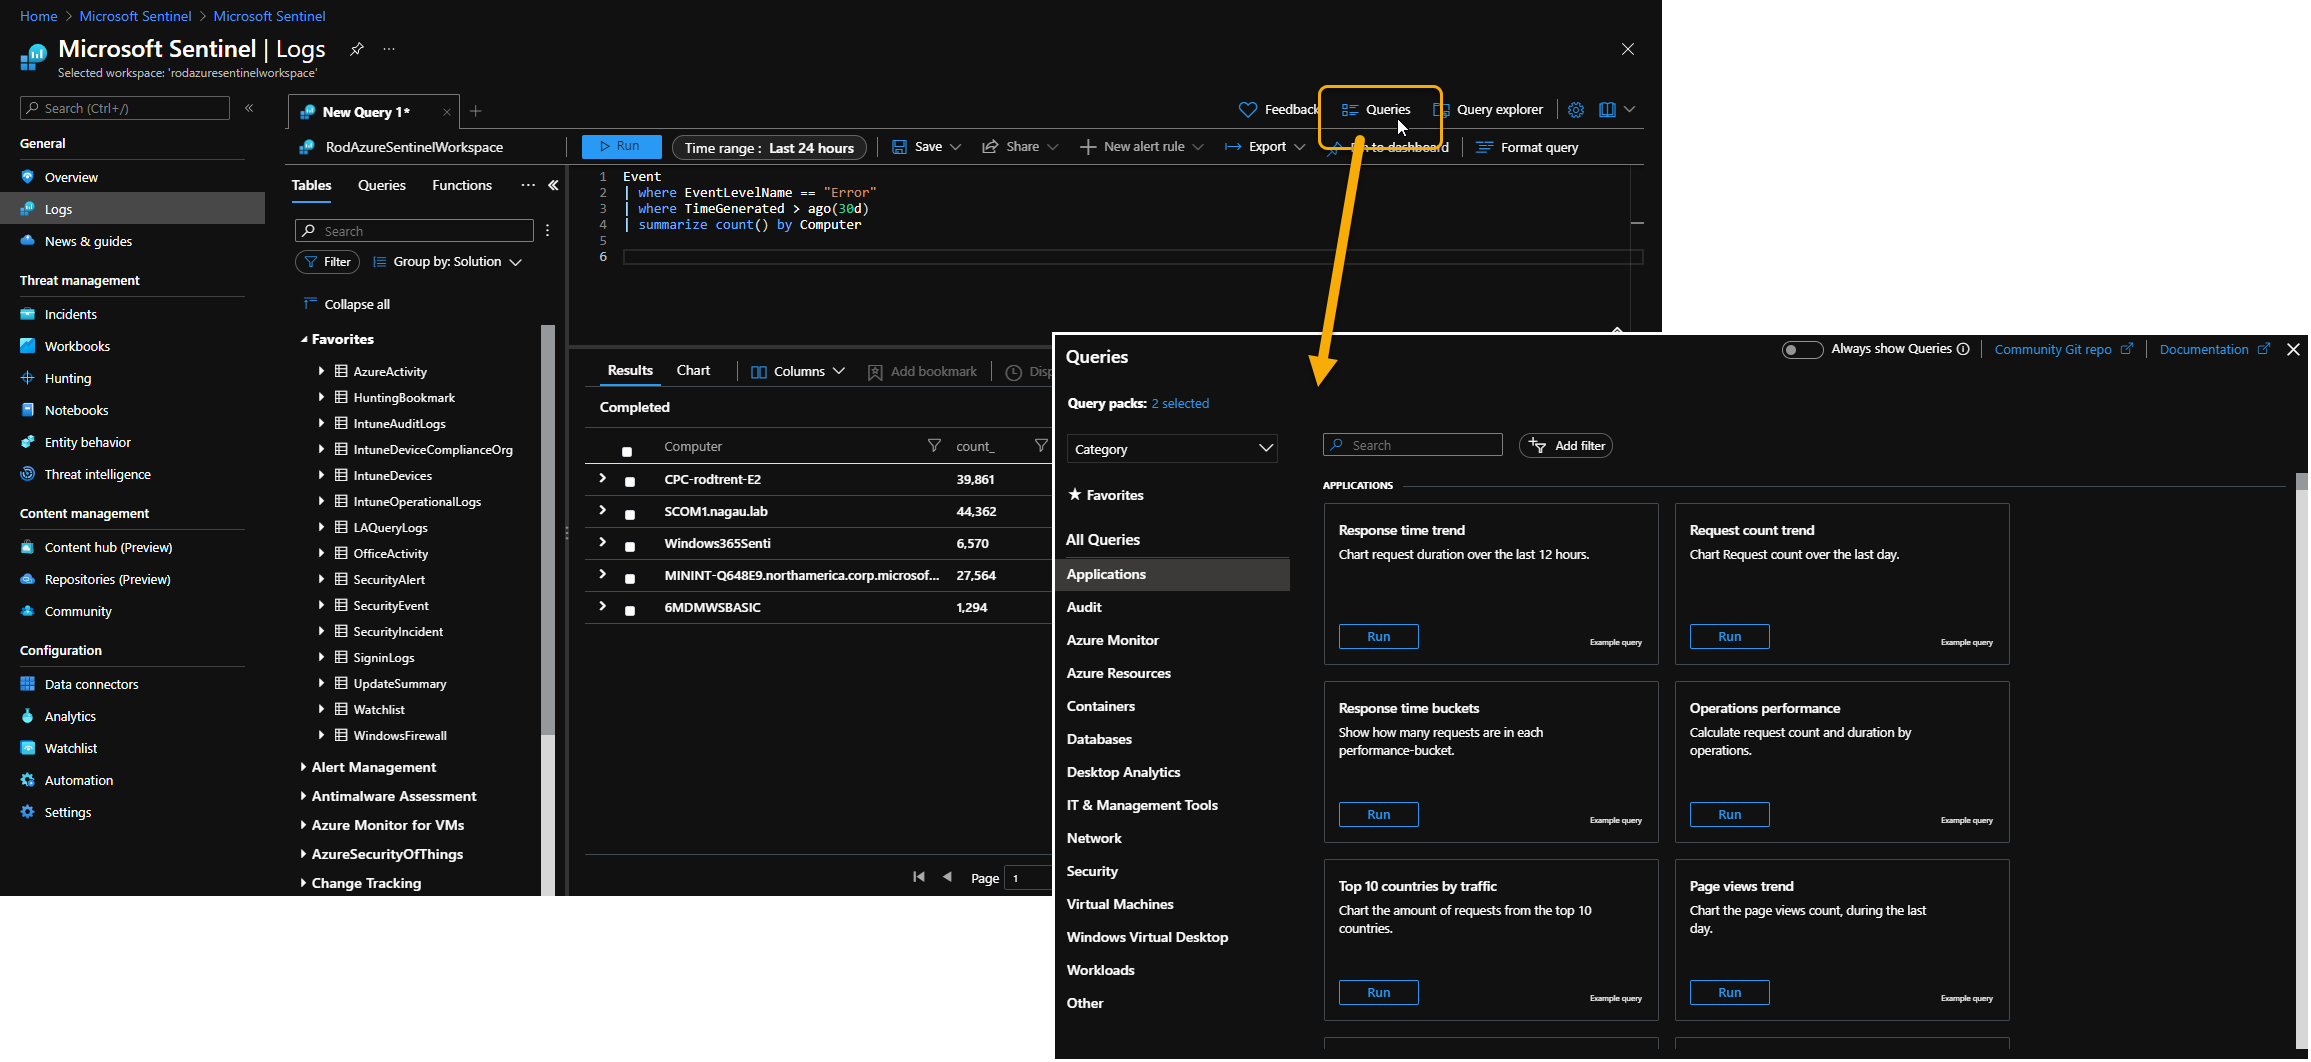 Home > Microsoft Sentinel > Microsoft Sentinel
Microsoft Sentinel | Logs
Selected workspace: 'rodazuresentinelworkspace'
Search (Ctrl+/)
General
Overview
Logs
News & guides
Threat management
Incidents
Workbooks
Hunting
Notebooks
Entity behavior
Threat intelligence
Content management
Content hub (Preview)
Repositories (Preview)
Community
Configuration
Data connectors
Analytics
Watchlist
Automation
Settings
New Query 1*
Feedback
Queries
Query explorer
RodAzureSentinelWorkspace
Run
Time range : Last 24 hours
Save
Share
New alert rule
Export
to dashboard
Format query
Tables
Queries
Functions
Search
Filter
Group by: Solution
Collapse all
Favorites
AzureActivity
HuntingBookmark
IntuneAuditLogs
IntuneDeviceComplianceOrg
IntuneDevices
IntuneOperationalLogs
LAQueryLogs
OfficeActivity
SecurityAlert
SecurityEvent
SecurityIncident
SigninLogs
UpdateSummary
Watchlist
WindowsFirewall
Alert Management
Antimalware Assessment
Azure Monitor for VMs
AzureSecurityOfThings
Change Tracking
1 Event
2 | where EventLevelName == "Error"
3 | where TimeGenerated > ago(30d)
4 | summarize count() by Computer
5
6
Results
Chart
Columns
Add bookmark
Disp
Completed
Computer count_
CPC-rodtrent-E2 39,861
SCOM1.nagau.lab 44,362
Windows365Senti 6,570
MININT-Q648E9.northamerica.corp.microsof... 27,564
6MDMWSBASIC 1,294
Page 1
Queries
Always show Queries
Community Git repo
Documentation
Query packs: 2 selected
Category
Search
Add filter
Favorites
All Queries
Applications
Audit
Azure Monitor
Azure Resources
Containers
Databases
Desktop Analytics
IT & Management Tools
Network
Security
Virtual Machines
Windows Virtual Desktop
Workloads
Other
APPLICATIONS
Response time trend
Chart request duration over the last 12 hours.
Run
Example query
Request count trend
Chart Request count over the last day.
Run
Example query
Response time buckets
Show how many requests are in each
performance-bucket.
Run
Example query
Operations performance
Calculate request count and duration by
operations.
Run
Example query
Top 10 countries by traffic
Chart the amount of requests from the top 10
countries.
Run
Example query
Page views trend
Chart the page views count, during the last
day.
Run
Example query